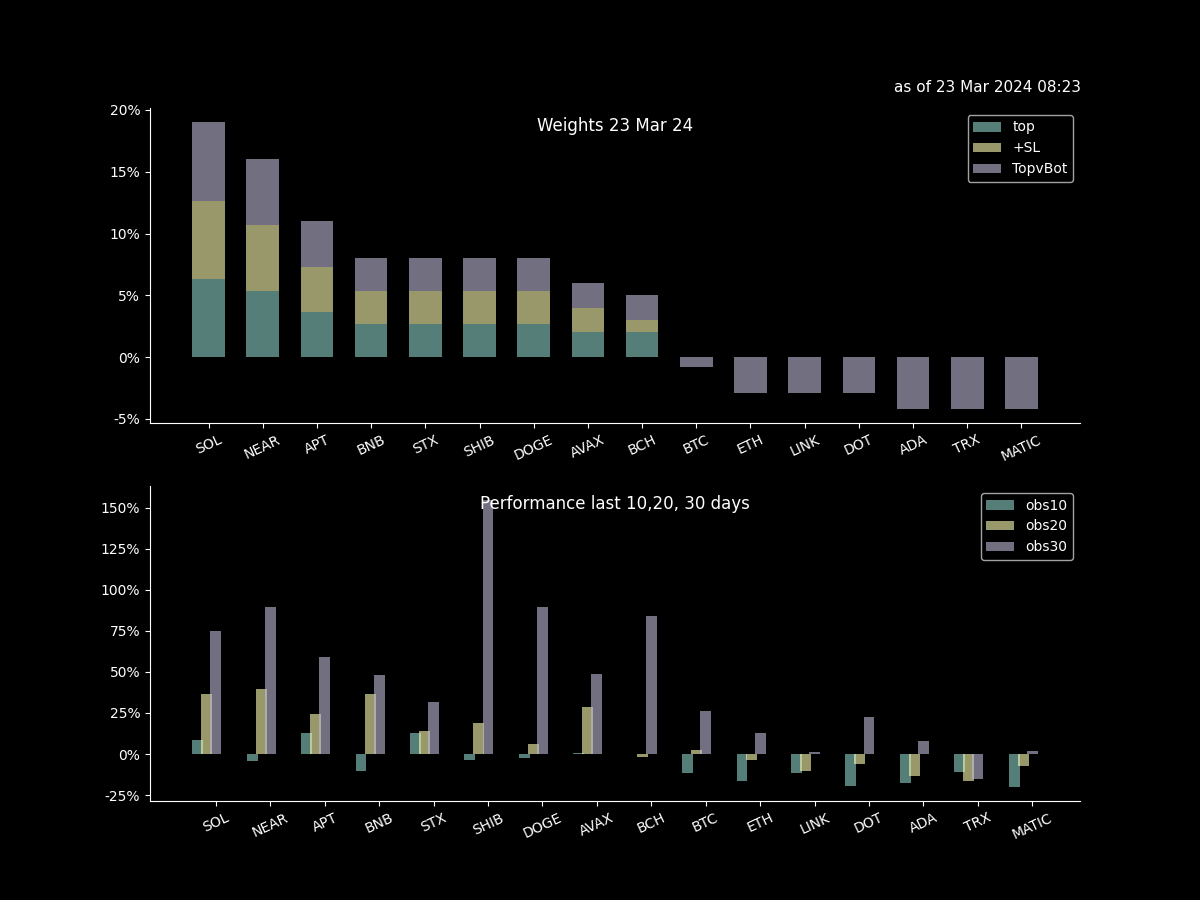 as of 23 Mar 2024 08:23
Weights 23 Mar 24
20%
15%
10%
5%
0%
-5%
top
+SL
TopvBot
SOL NEAR APT BNB STX SHIB DOGE AVAX BCH BTC ETH LINK DOT ADA TRX MATIC
Performance last 10,20, 30 days
150%
125%
100%
75%
50%
25%
0%
-25%
obs10
obs20
obs30
SOL NEAR APT BNB STX SHIB DOGE AVAX BCH BTC ETH LINK DOT ADA TRX MATIC